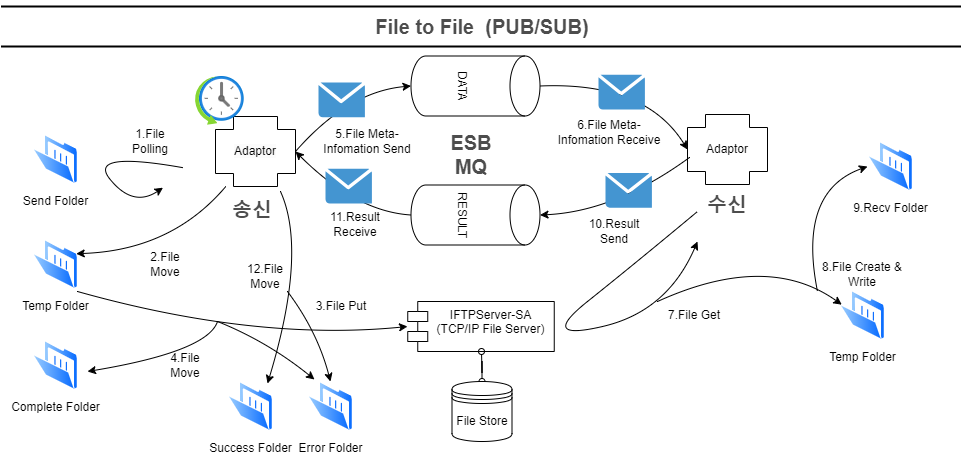 File to File  (PUB/SUB)
DATA
5.File Meta-
Infomation Send
6.File Meta-
Infomation Receive
1.File
Polling
Adaptor
ESB
MQ
Adaptor
Send Folder
송신
11.Result
Receive
RESULT
10.Result
Send
수신
9.Recv Folder
2.File
Move
12.File
Move
8.File Create &
Write
Temp Folder
3.File Put
IFTPServer-SA
(TCP/IP File Server)
7.File Get
Temp Folder
4.File
Move
Complete Folder
File Store
Success Folder
Error Folder